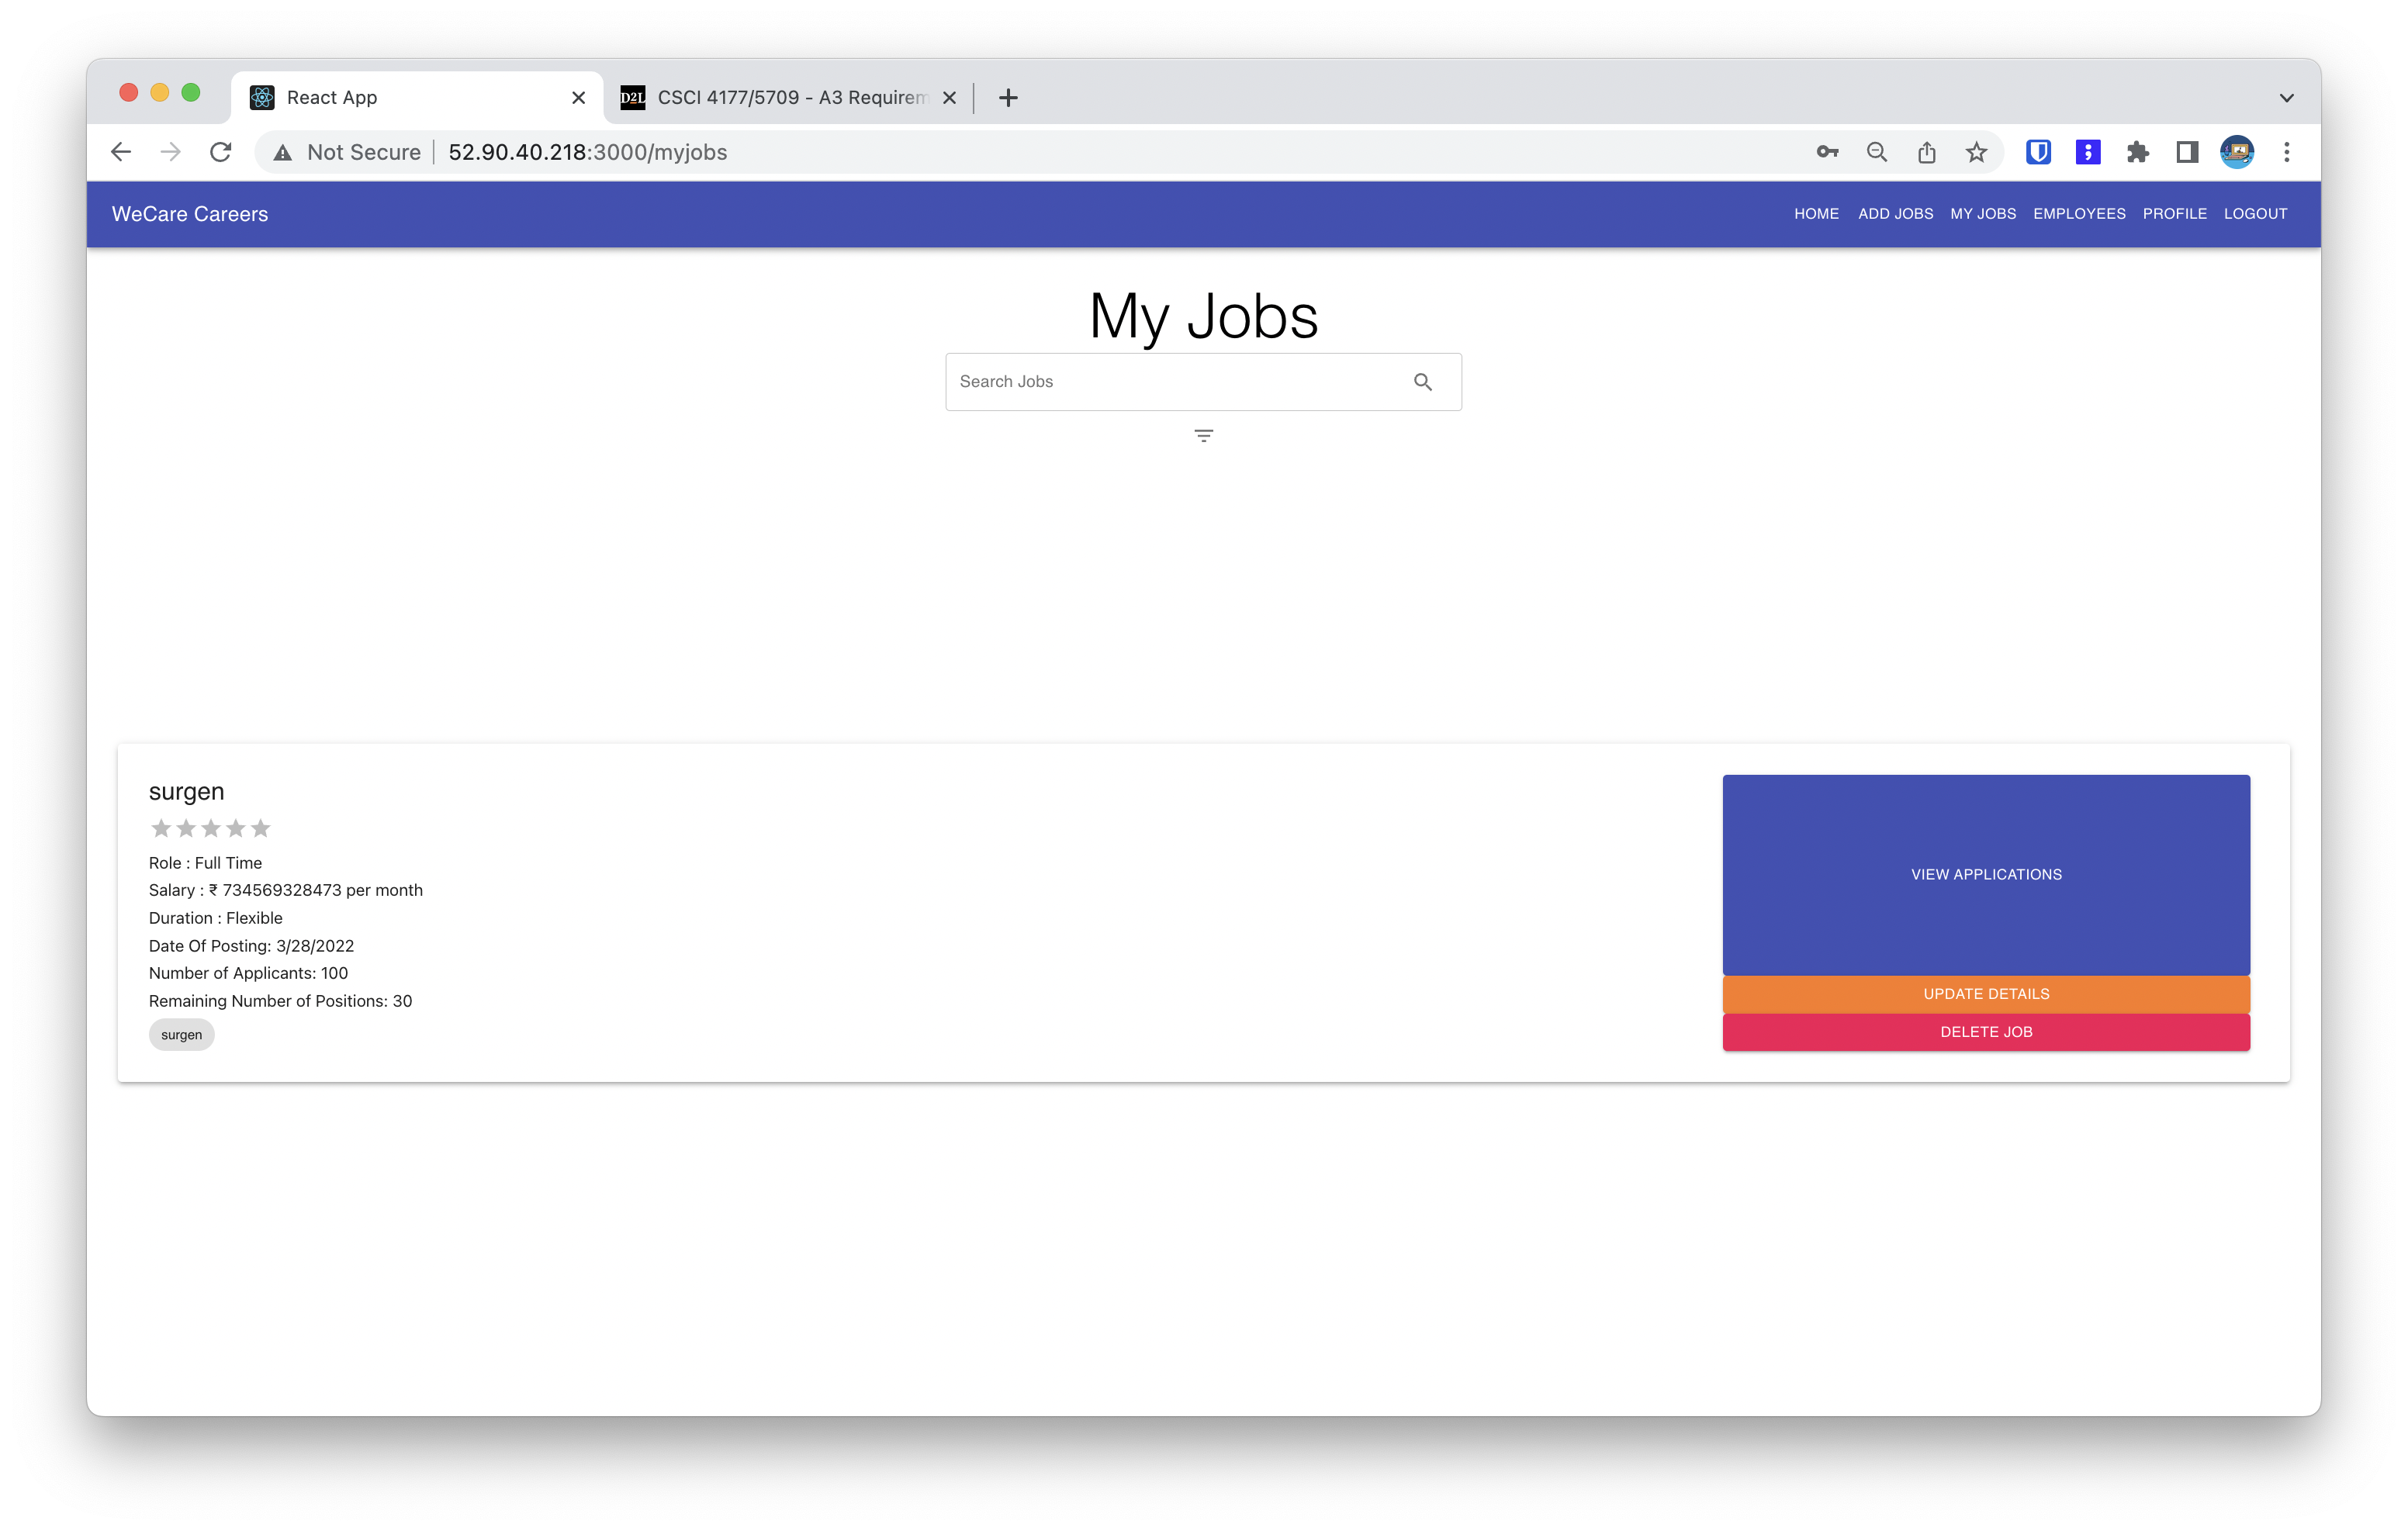 React App
D2L CSCI 4177/5709 - A3 Requirem
Not Secure 52.90.40.218:3000/myjobs
WeCare Careers HOME ADD JOBS MY JOBS EMPLOYEES PROFILE LOGOUT
My Jobs
Search Jobs
surgen
Role : Full Time
Salary : ₹ 734569328473 per month
Duration : Flexible
Date Of Posting: 3/28/2022
Number of Applicants: 100
Remaining Number of Positions: 30
surgen
VIEW APPLICATIONS
UPDATE DETAILS
DELETE JOB